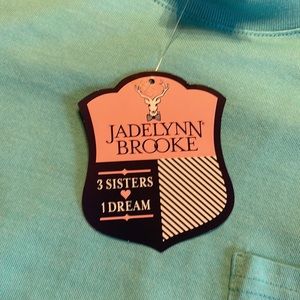 JADELYNN®
BROOKE
3 SISTERS
1 DREAM